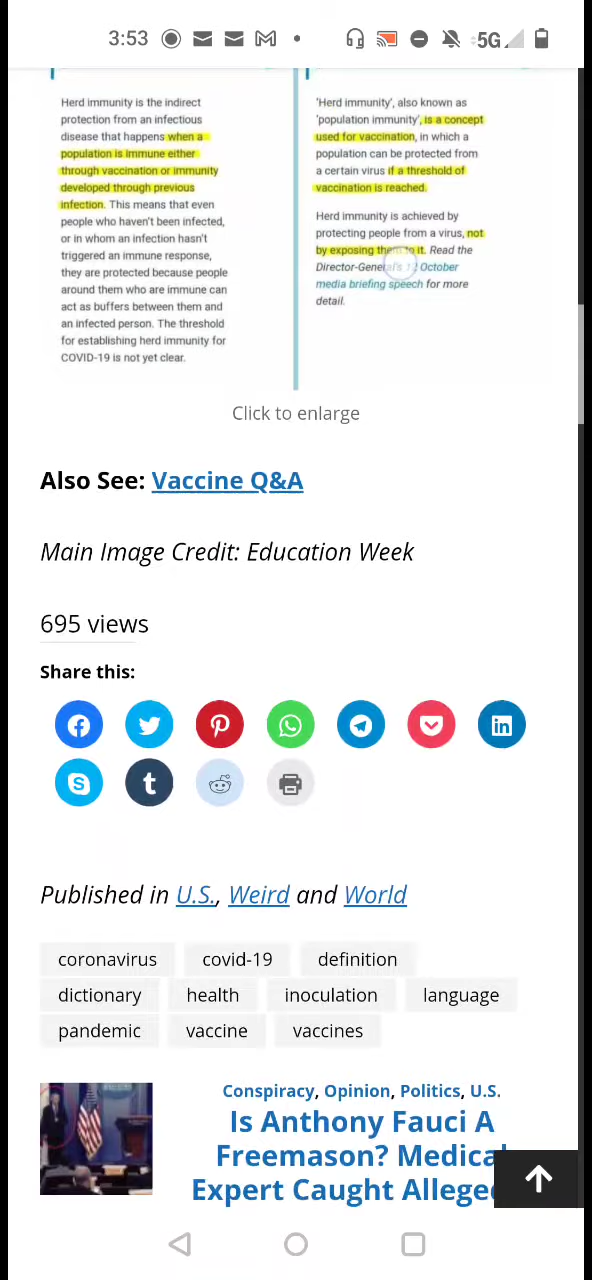 3:53
5G
Herd immunity is the indirect
protection from an infectious
disease that happens when a
population is immune either
through vaccination or immunity
developed through previous
infection. This means that even
people who haven't been infected,
or in whom an infection hasn't
triggered an immune response,
they are protected because people
around them who are immune can
act as buffers between them and
an infected person. The threshold
for establishing herd immunity for
COVID-19 is not yet clear.
'Herd immunity', also known as
'population immunity', is a concept
used for vaccination, in which a
population can be protected from
a certain virus if a threshold of
vaccination is reached.
Herd immunity is achieved by
protecting people from a virus, not
by exposing them to it. Read the
Director-General's 12 October
media briefing speech for more
detail.
Click to enlarge
Also See: Vaccine Q&A
Main Image Credit: Education Week
695 views
Share this:
Published in U.S., Weird and World
coronavirus covid-19 definition
dictionary health inoculation language
pandemic vaccine vaccines
Conspiracy, Opinion, Politics, U.S.
Is Anthony Fauci A
Freemason? Medical
Expert Caught Alleged